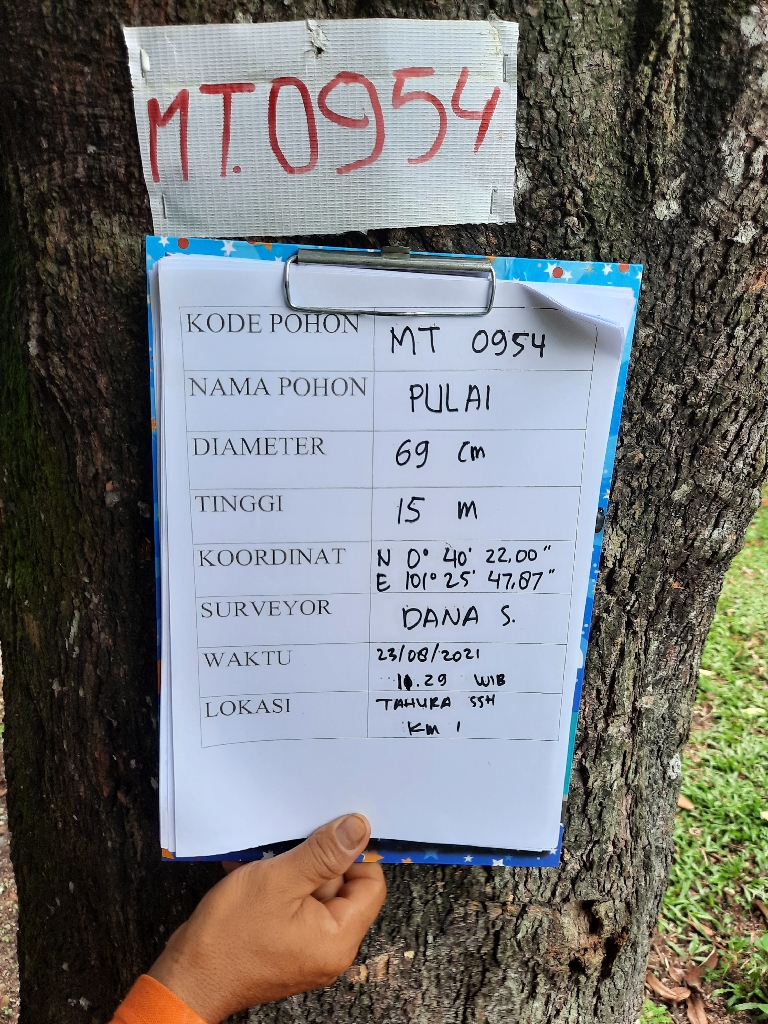 MT.0954
KODE POHON MT 0954
NAMA POHON PULAI
DIAMETER 69 cm
TINGGI 15 m
KOORDINAT N 0° 40' 22,00"
E 101° 25' 47,87"
SURVEYOR DANA S.
WAKTU 23/08/2021
11.29 WIB
LOKASI TAHURA SSH
Km 1